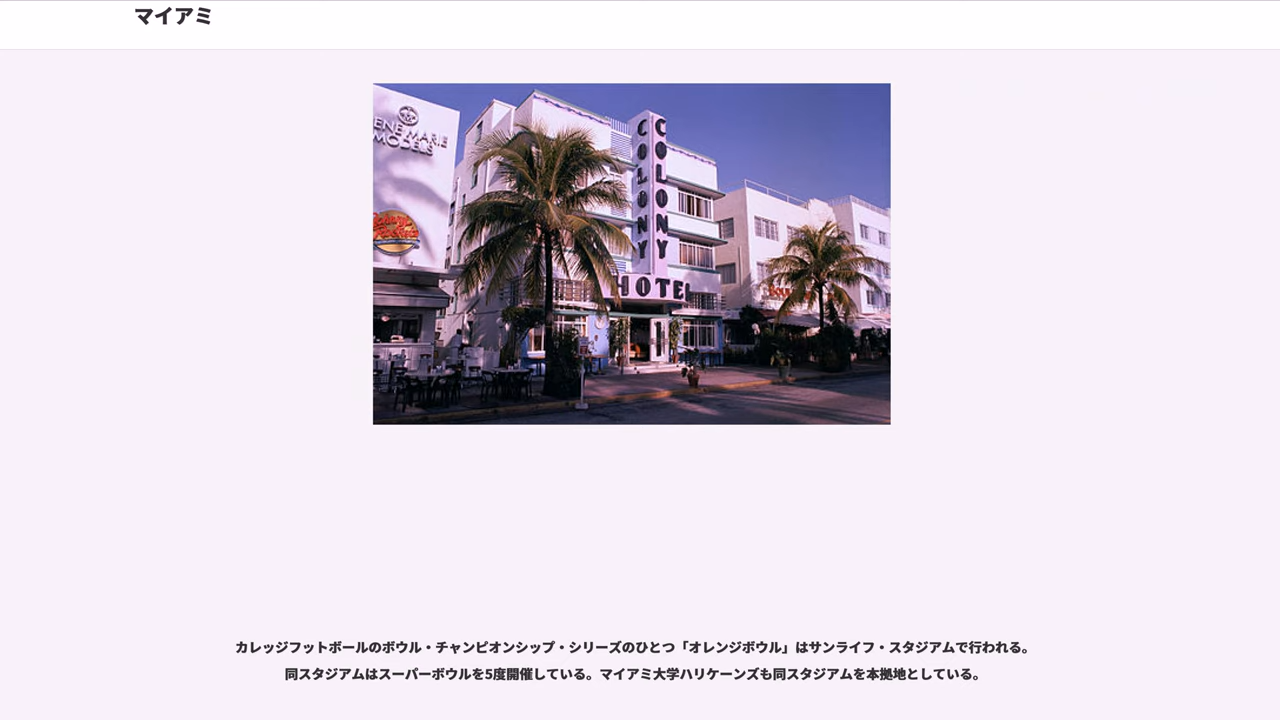 マイアミ
ENE MARIE
MODELS
COLONY
COLONY
HOTEL
カレッジフットボールのボウル・チャンピオンシップ・シリーズのひとつ「オレンジボウル」はサンライフ・スタジアムで行われる。
同スタジアムはスーパーボウルを5度開催している。マイアミ大学ハリケーンズも同スタジアムを本拠地としている。